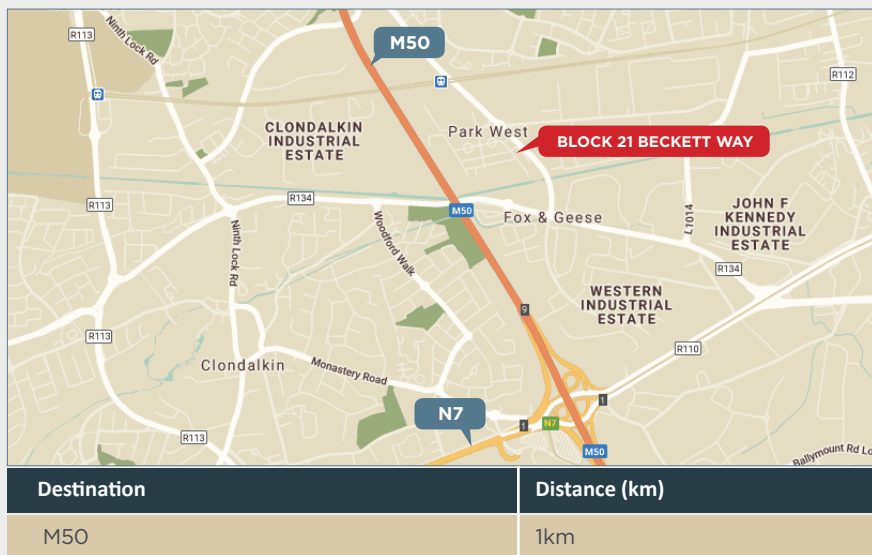 R113
Ninth Lock Rd
M50
R112
Park West
BLOCK 21 BECKETT WAY
CLONDALKIN
INDUSTRIAL
ESTATE
R134
M50
Fox & Geese
R113
Ninth Lock Rd
Woodford Walk
L1014
JOHN F
KENNEDY
INDUSTRIAL
ESTATE
R134
WESTERN
INDUSTRIAL
ESTATE
9
R113
R110
Clondalkin
Monastery Road
N7
1
N7
1
R113
M50
Ballymount Rd Lo
Destination
Distance (km)
M50
1km